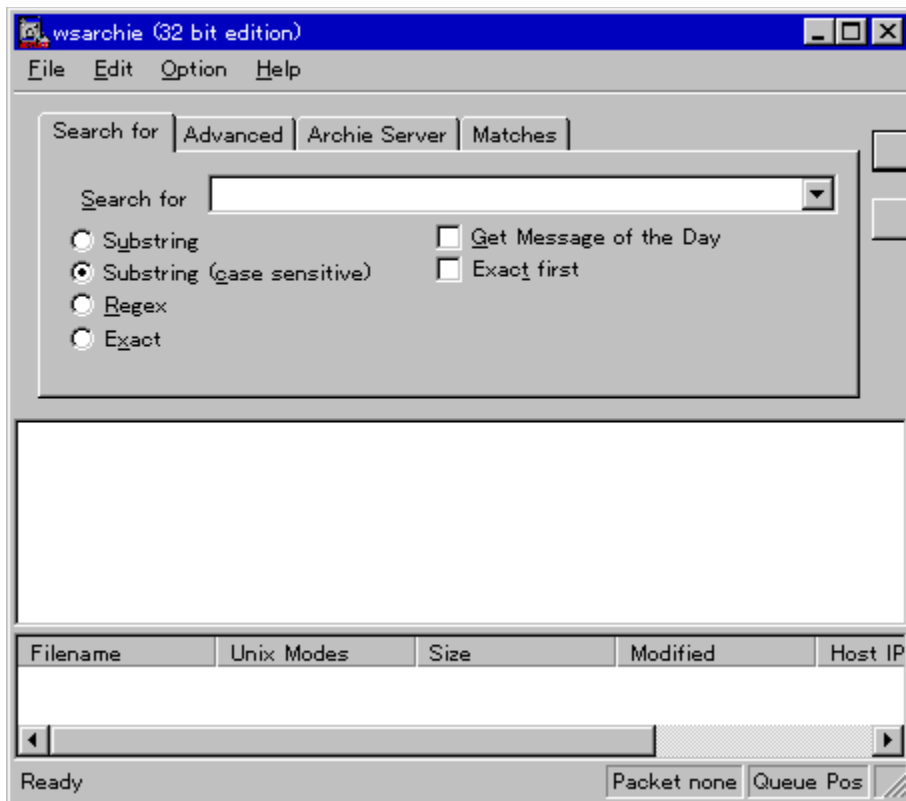 wsarchie (32 bit edition)
File Edit Option Help
Search for Advanced Archie Server Matches
Search for
Substring Get Message of the Day
Substring (case sensitive) Exact first
Regex
Exact
Filename Unix Modes Size Modified Host IP
Ready Packet none Queue Pos